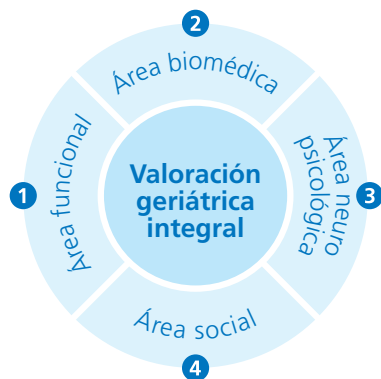 2
Área biomédica
1
Área funcional
Valoración
geriátrica
integral
Área neuro
psicológica
3
Área social
4